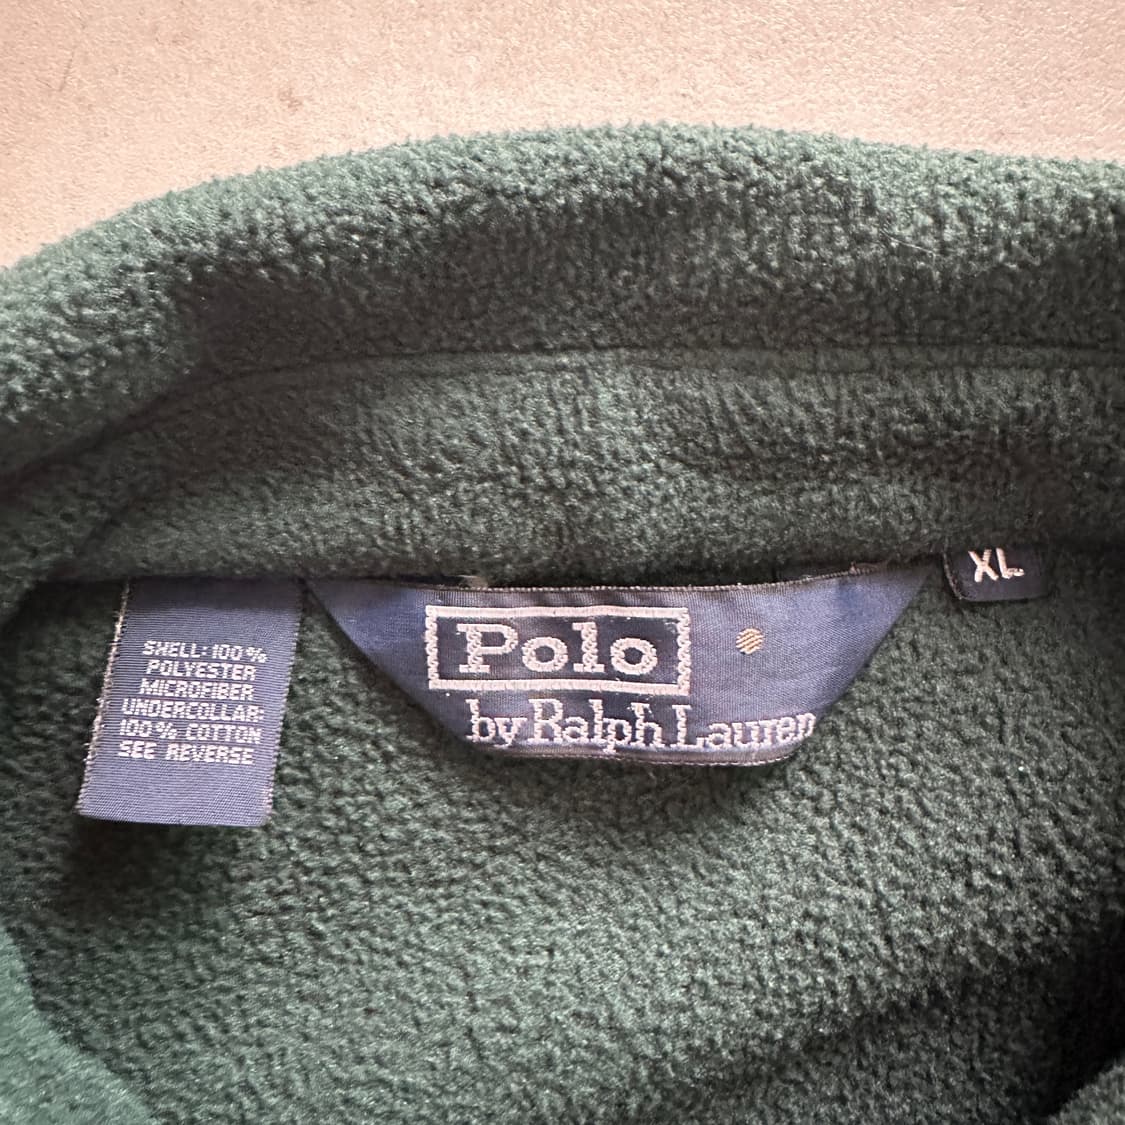 SHELL: 100%
POLYESTER
MICROFIBER
UNDERCOLLAR:
100% COTTON
SEE REVERSE
Polo
by Ralph Lauren
XL